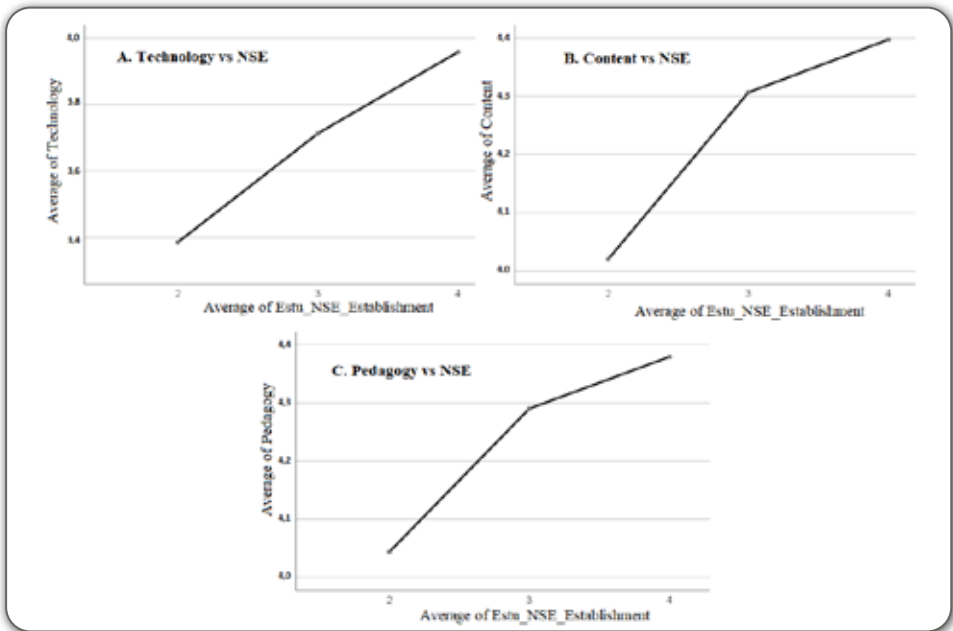 A. Technology vs NSE
Average of Technology
4,0
3,8
3,6
3,4
2 3 4
Average of Estu_NSE_Establishment
B. Content vs NSE
Average of Content
4,4
4,3
4,2
4,1
4,0
2 3 4
Average of Estu_NSE_Establishment
C. Pedagogy vs NSE
Average of Pedagogy
4,4
4,3
4,2
4,1
4,0
2 3 4
Average of Estu_NSE_Establishment